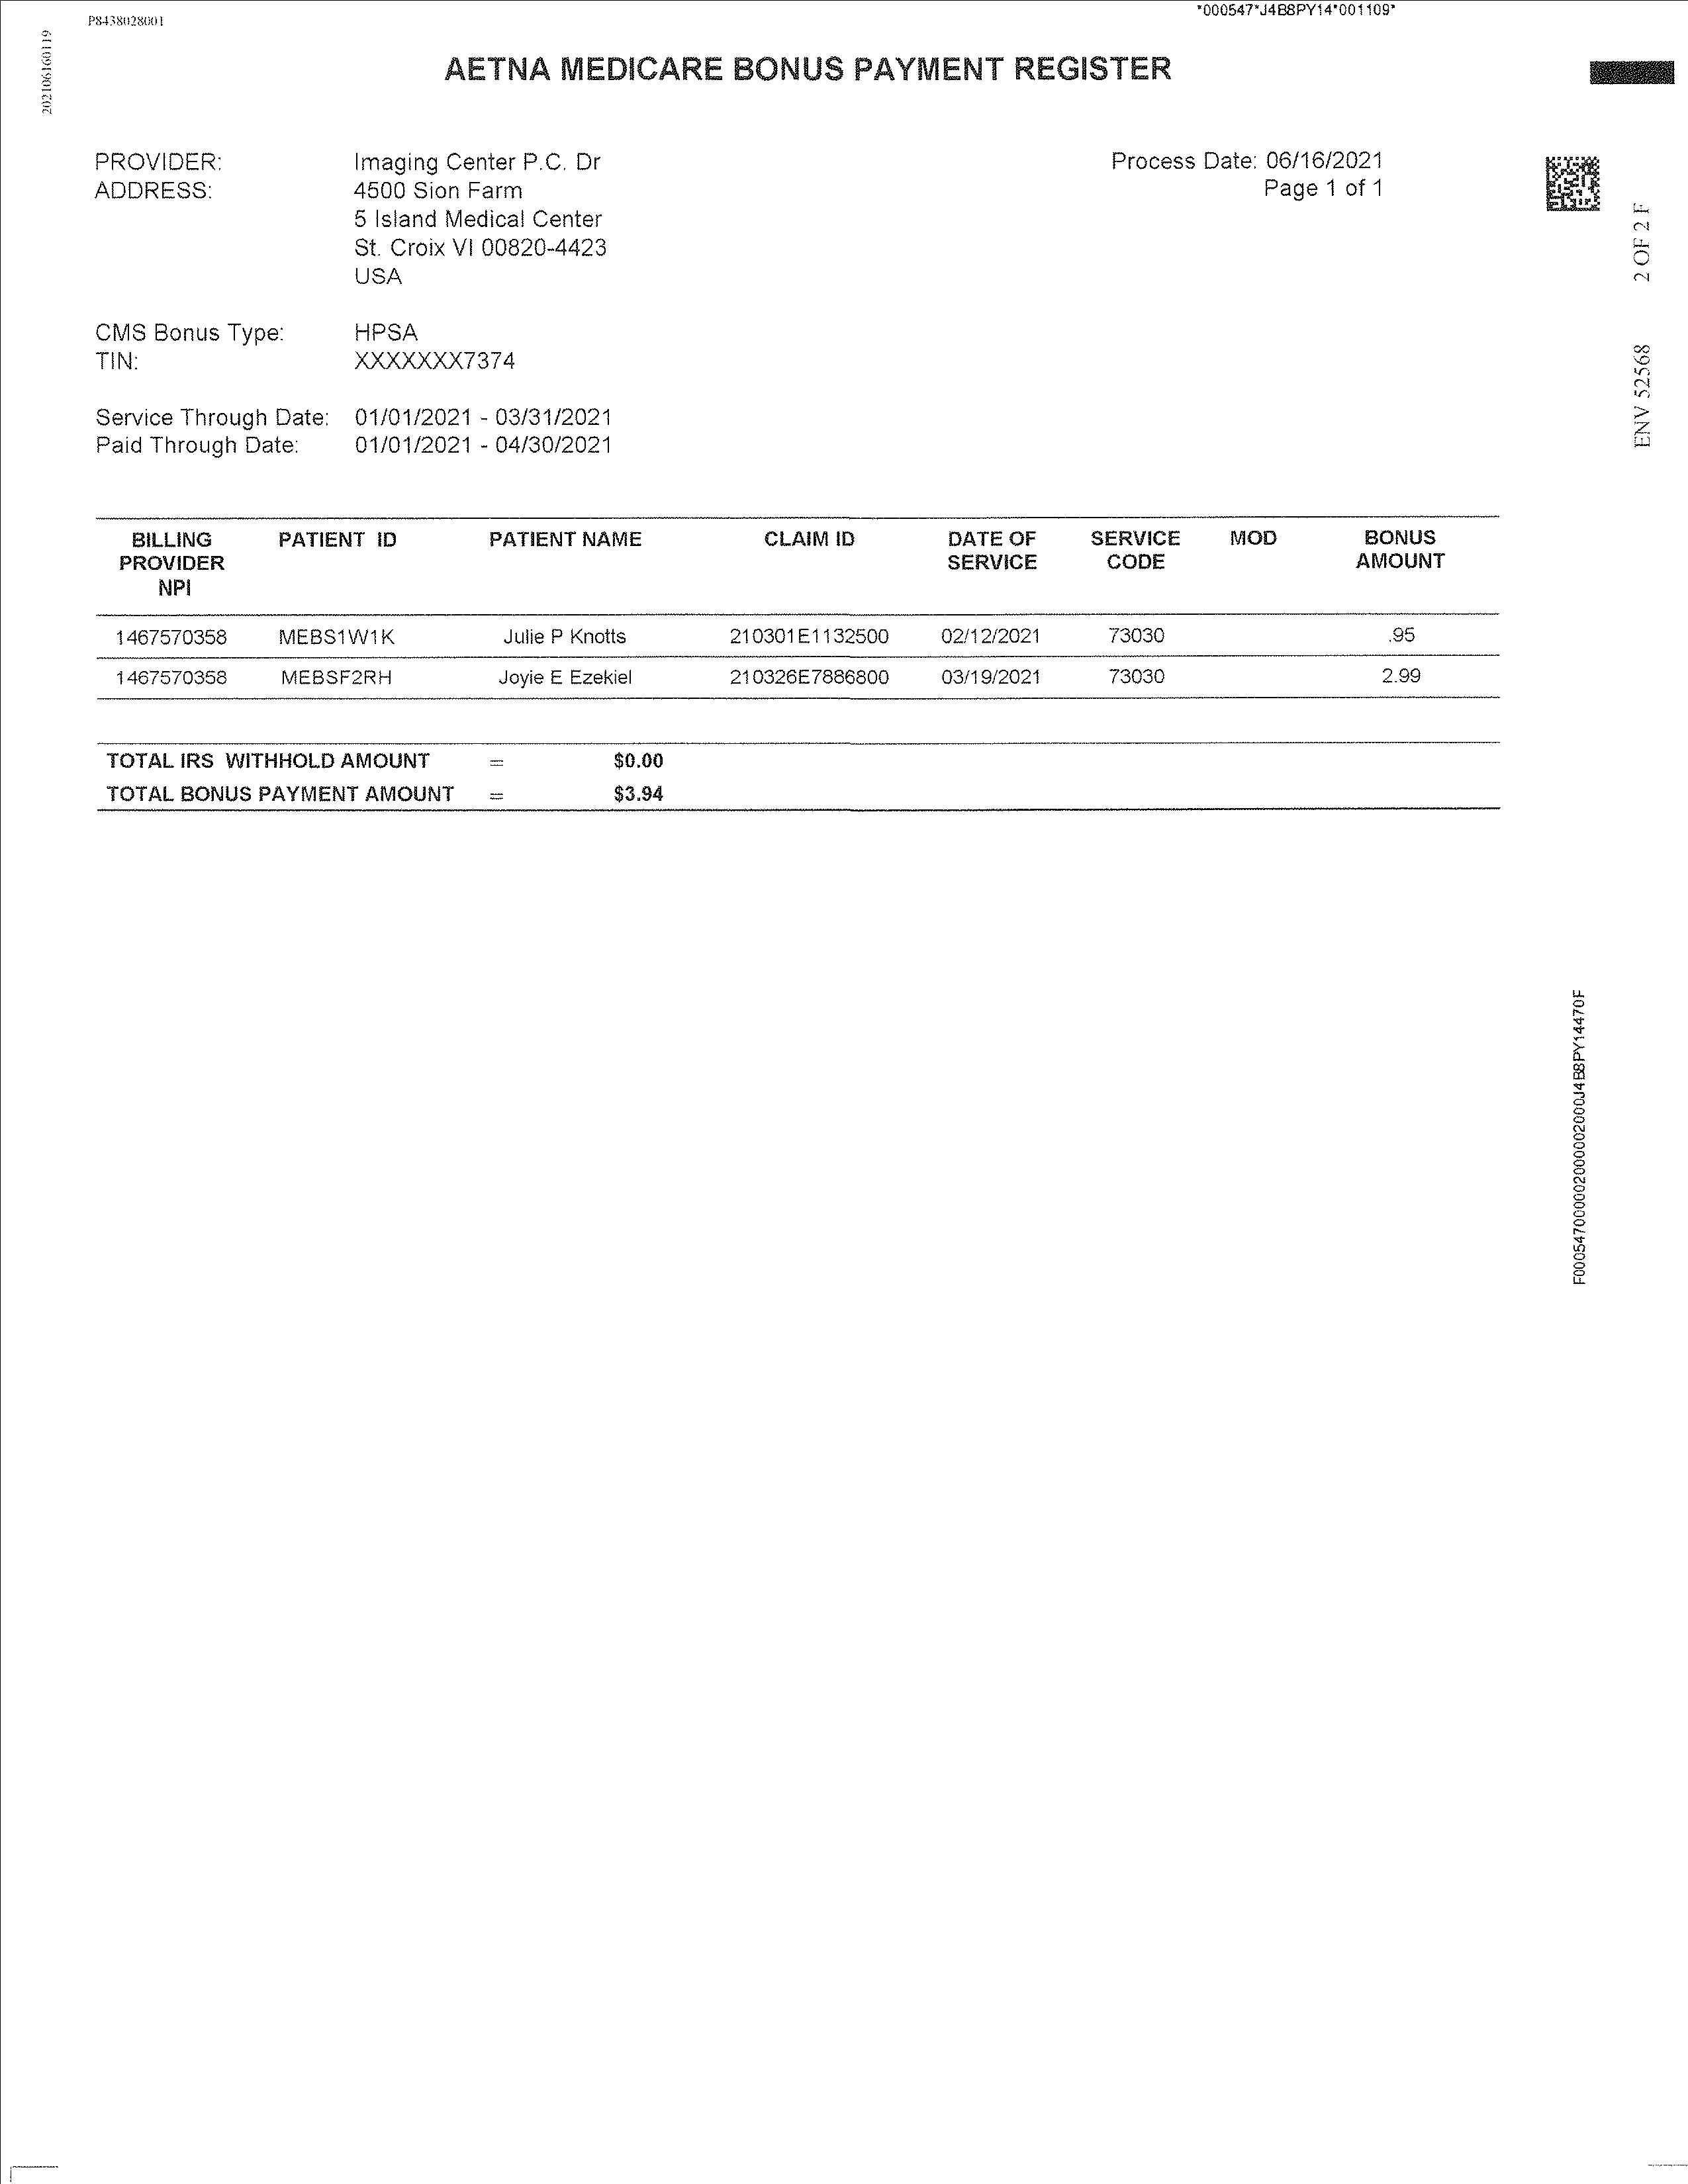 P8438028001
*000547*J4B8PY14*001109*
202106160119
AETNA MEDICARE BONUS PAYMENT REGISTER
PROVIDER: Imaging Center P.C. Dr
ADDRESS: 4500 Sion Farm
5 Island Medical Center
St. Croix VI 00820-4423
USA
Process Date: 06/16/2021
Page 1 of 1
2 OF 2 F
ENV 52568
CMS Bonus Type: HPSA
TIN: XXXXXXX7374
Service Through Date: 01/01/2021 - 03/31/2021
Paid Through Date: 01/01/2021 - 04/30/2021
BILLING PROVIDER NPI PATIENT ID PATIENT NAME CLAIM ID DATE OF SERVICE SERVICE CODE MOD BONUS AMOUNT
1467570358 MEBS1W1K Julie P Knotts 210301E1132500 02/12/2021 73030 .95
1467570358 MEBSF2RH Joyie E Ezekiel 210326E7886800 03/19/2021 73030 2.99
TOTAL IRS WITHHOLD AMOUNT = $0.00
TOTAL BONUS PAYMENT AMOUNT = $3.94
F000547000002000002000J4B8PY14470F